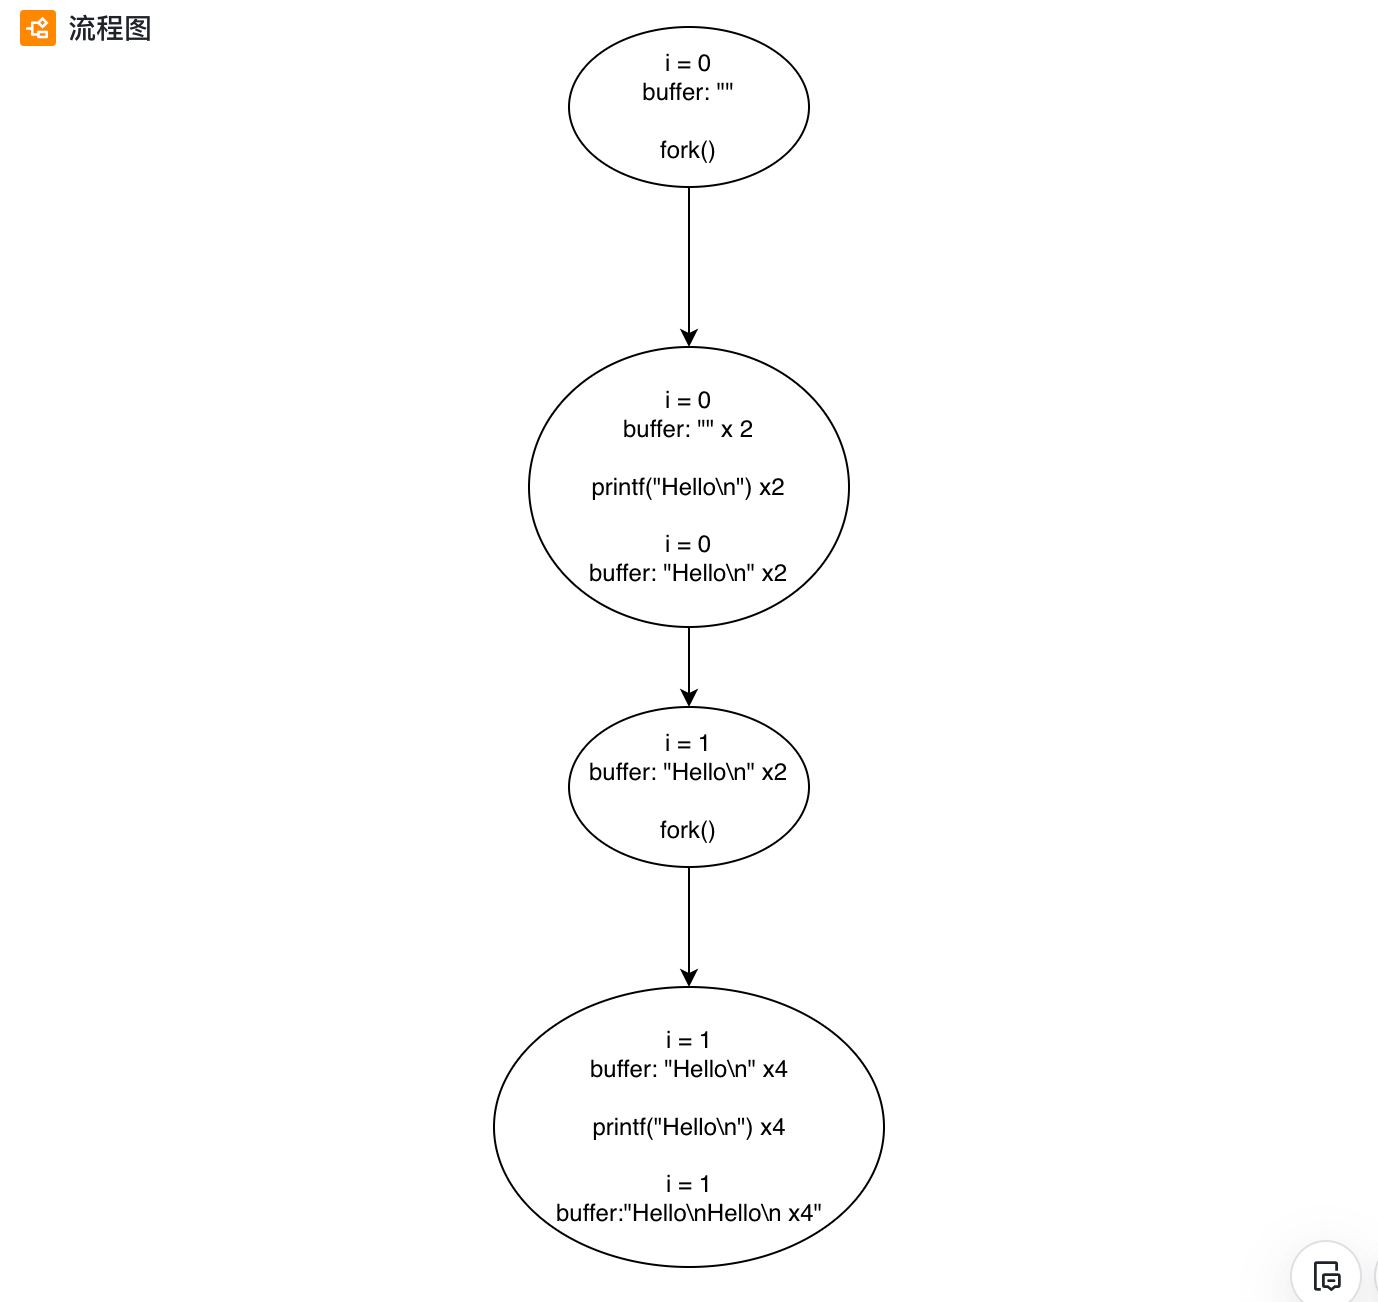 流程图
i = 0
buffer: ""
fork()
i = 0
buffer: "" x 2
printf("Hello\n") x2
i = 0
buffer: "Hello\n" x2
i = 1
buffer: "Hello\n" x2
fork()
i = 1
buffer: "Hello\n" x4
printf("Hello\n") x4
i = 1
buffer:"Hello\nHello\n x4"